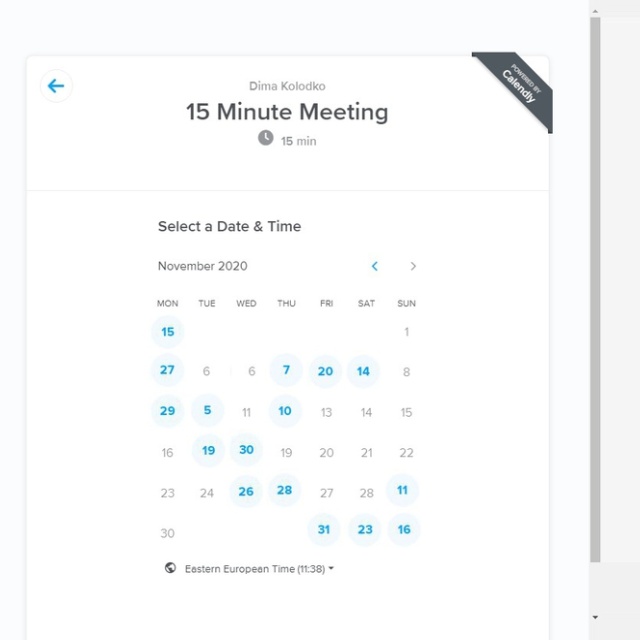 POWERED BY
Calendly
Dima Kolodko
15 Minute Meeting
15 min
Select a Date & Time
November 2020
MON TUE WED THU FRI SAT SUN
15 1
27 6 6 7 20 14 8
29 5 11 10 13 14 15
16 19 30 19 20 21 22
23 24 26 28 27 28 11
30 31 23 16
Eastern European Time (11:38)